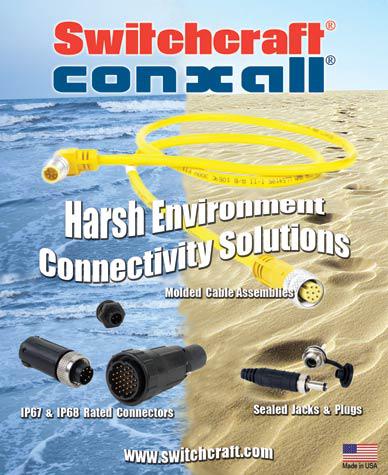 Switchcraft®
conxall®
Harsh Environment
Connectivity Solutions
Molded Cable Assemblies
IP67 & IP68 Rated Connectors
Sealed Jacks & Plugs
www.switchcraft.com
Made in USA